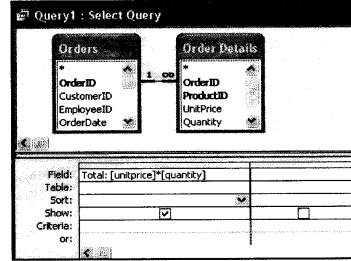 Query1 : Select Query
Orders
*
OrderID
CustomerID
EmployeeID
OrderDate
1 ∞
Order Details
*
OrderID
ProductID
UnitPrice
Quantity
Field: Total: [unitprice]*[quantity]
Table:
Sort:
Show:
Criteria:
or: